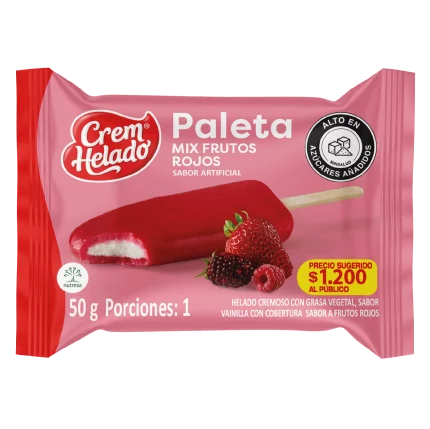 Crem
Helado
Paleta
MIX FRUTOS
ROJOS
SABOR ARTIFICIAL
ALTO EN
AZÚCARES AÑADIDOS
MINSALUD
nutresa
50 g Porciones: 1
PRECIO SUGERIDO
$1.200
AL PÚBLICO
HELADO CREMOSO CON GRASA VEGETAL, SABOR
VAINILLA CON COBERTURA SABOR A FRUTOS ROJOS